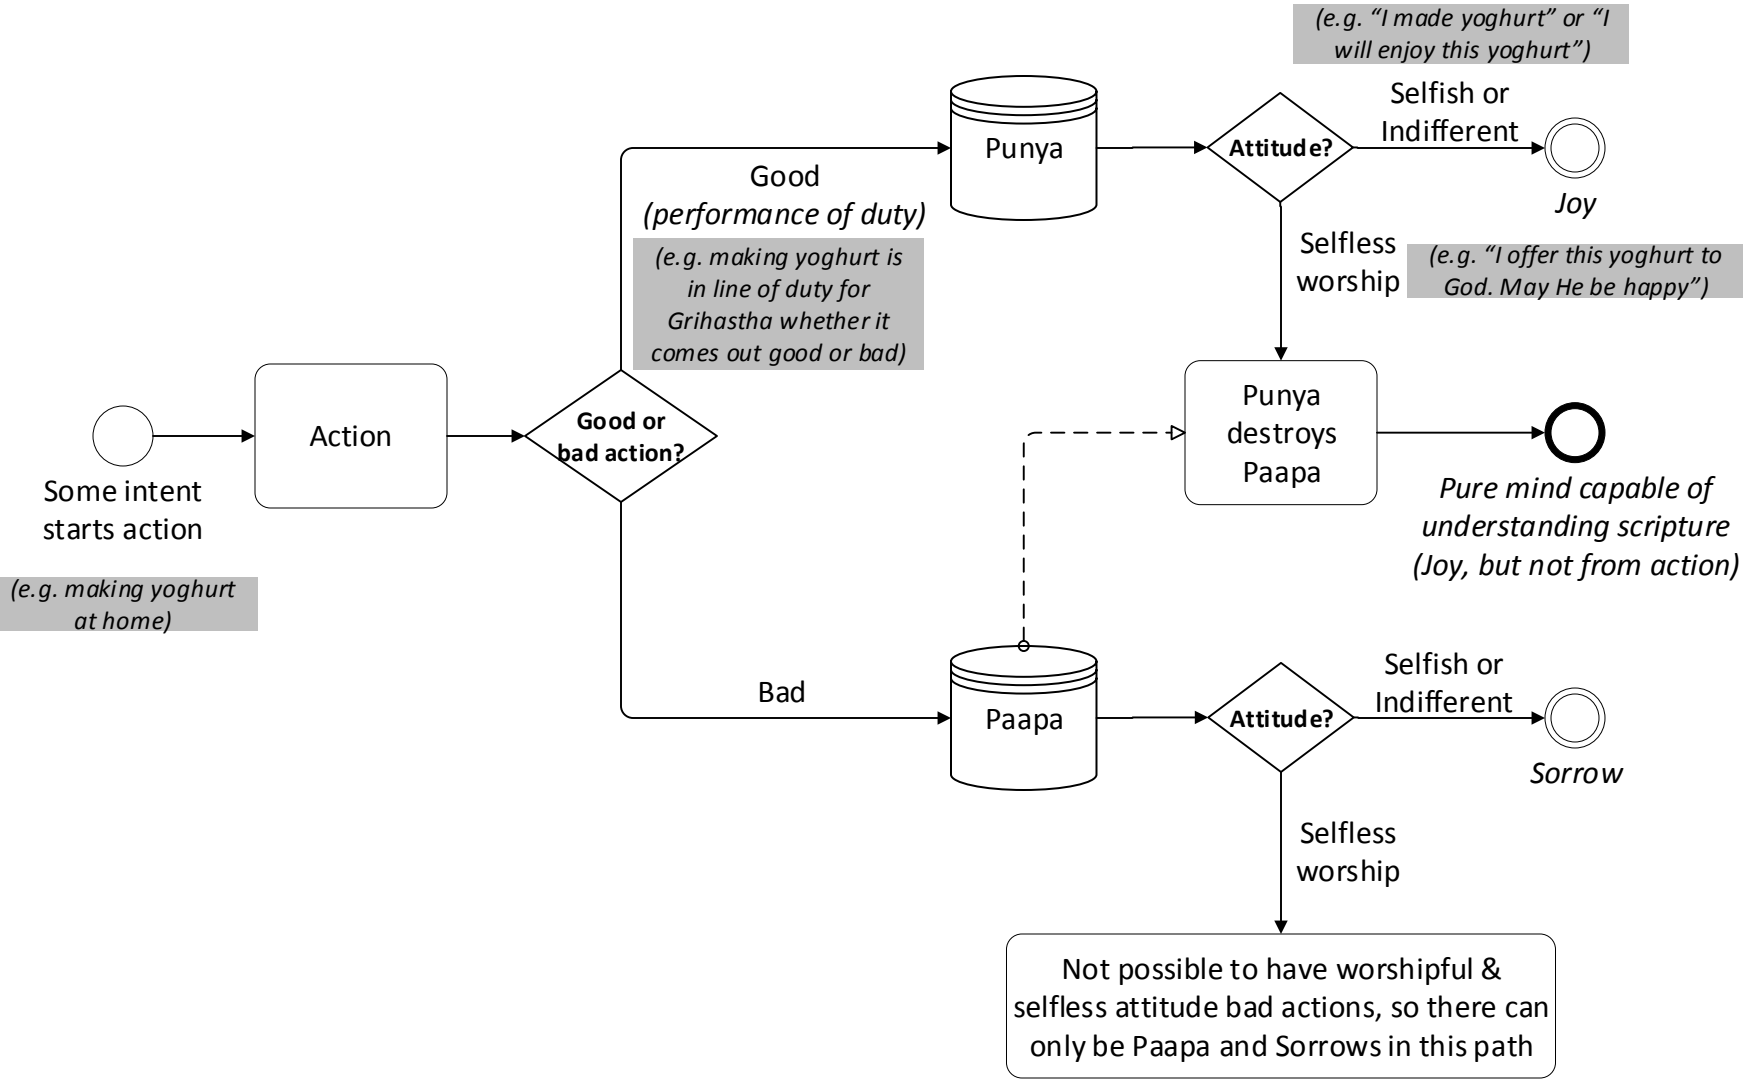 (e.g. “I made yoghurt” or “I
will enjoy this yoghurt”)
Selfish or
Indifferent
Punya
Attitude?
Joy
Good
(performance of duty)
(e.g. making yoghurt is
in line of duty for
Grihastha whether it
comes out good or bad)
Selfless
worship
(e.g. “I offer this yoghurt to
God. May He be happy”)
Action
Good or
bad action?
Some intent
starts action
(e.g. making yoghurt
at home)
Punya
destroys
Paapa
Pure mind capable of
understanding scripture
(Joy, but not from action)
Bad
Paapa
Attitude?
Selfish or
Indifferent
Sorrow
Selfless
worship
Not possible to have worshipful &
selfless attitude bad actions, so there can
only be Paapa and Sorrows in this path